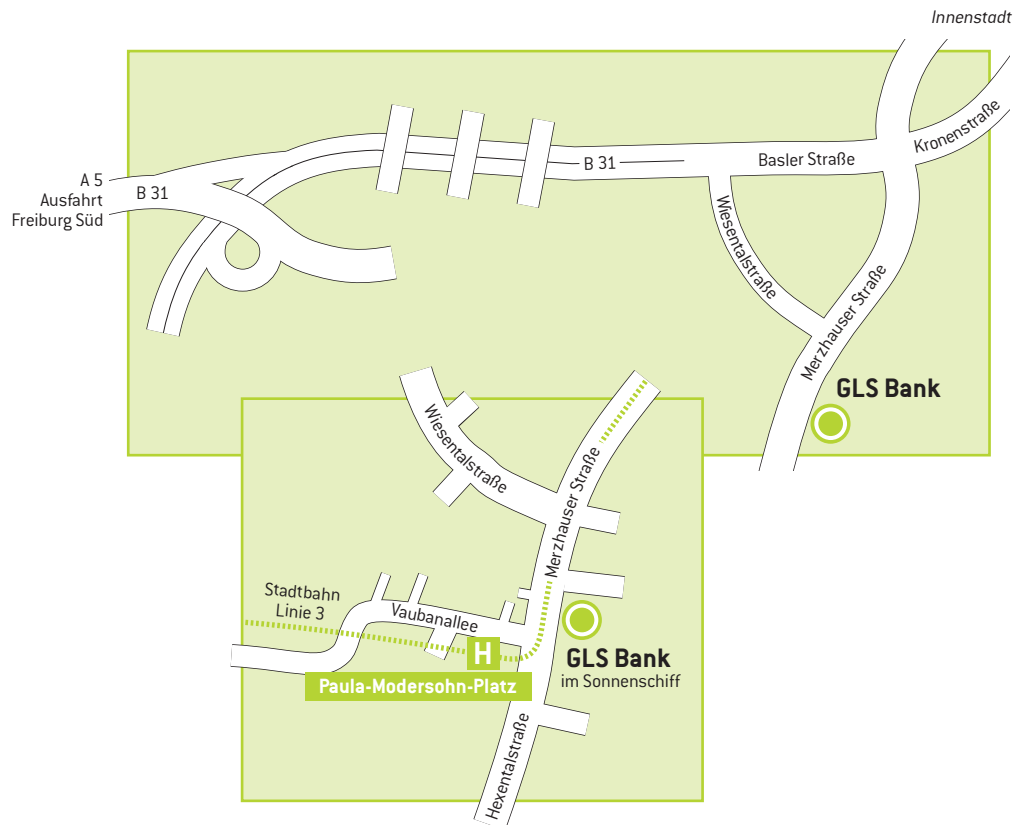 Innenstadt
Kronenstraße
A 5
Ausfahrt
Freiburg Süd
B 31
B 31
Basler Straße
Wiesentalstraße
Merzhauser Straße
GLS Bank
Wiesentalstraße
Merzhauser Straße
Stadtbahn
Linie 3
Vaubanallee
H
Paula-Modersohn-Platz
GLS Bank
im Sonnenschiff
Hexentalstraße